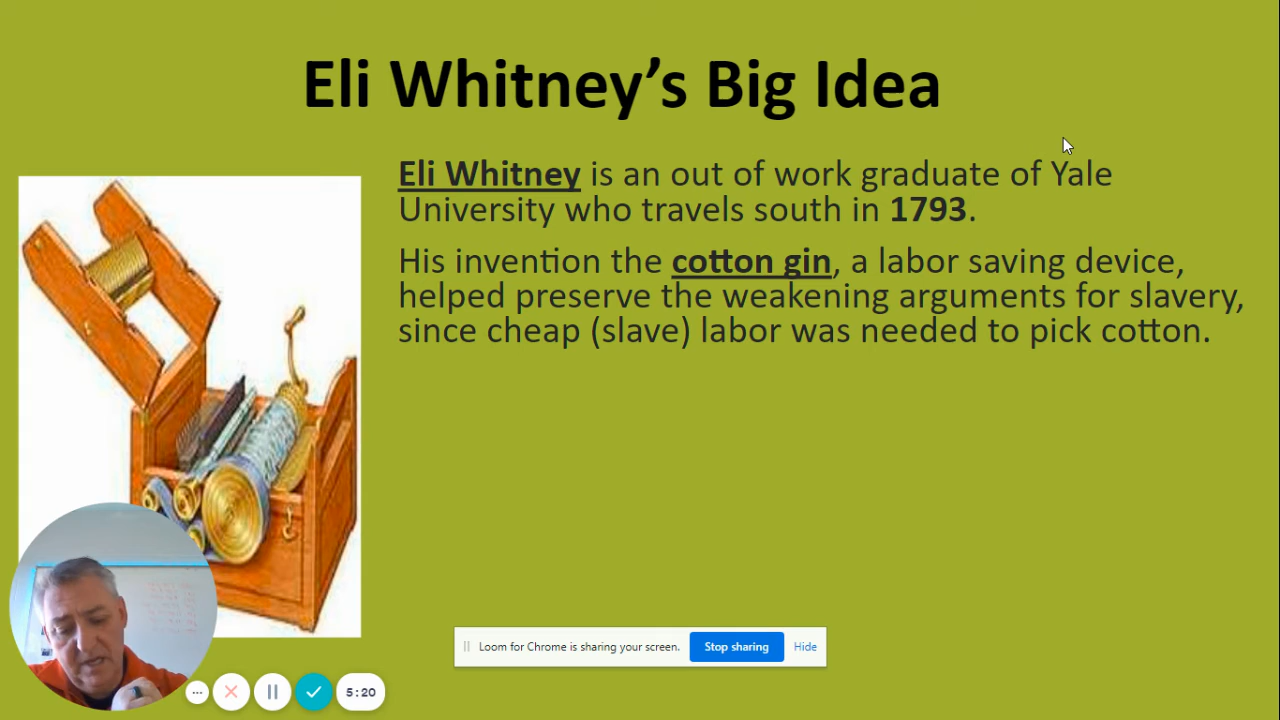 Eli Whitney’s Big Idea
Eli Whitney is an out of work graduate of Yale
University who travels south in 1793.
His invention the cotton gin, a labor saving device,
helped preserve the weakening arguments for slavery,
since cheap (slave) labor was needed to pick cotton.
Loom for Chrome is sharing your screen. Stop sharing Hide
5:20